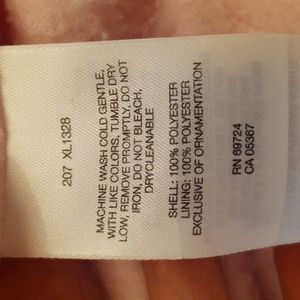 207 XL1328
MACHINE WASH COLD GENTLE,
WITH LIKE COLORS, TUMBLE DRY
LOW, REMOVE PROMPTLY, DO NOT
IRON, DO NOT BLEACH,
DRYCLEANABLE
SHELL: 100% POLYESTER
LINING: 100% POLYESTER
EXCLUSIVE OF ORNAMENTATION
RN 69724
CA 05367